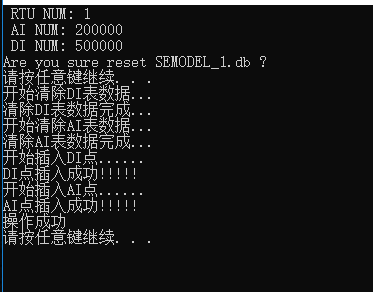 RTU NUM: 1
AI NUM: 200000
DI NUM: 500000
Are you sure reset SEMODEL_1.db ?
请按任意键继续. . .
开始清除DI表数据...
清除DI表数据完成...
开始清除AI表数据...
清除AI表数据完成...
开始插入DI点......
DI点插入成功!!!!!
开始插入AI点......
AI点插入成功!!!!!
操作成功
请按任意键继续. . .